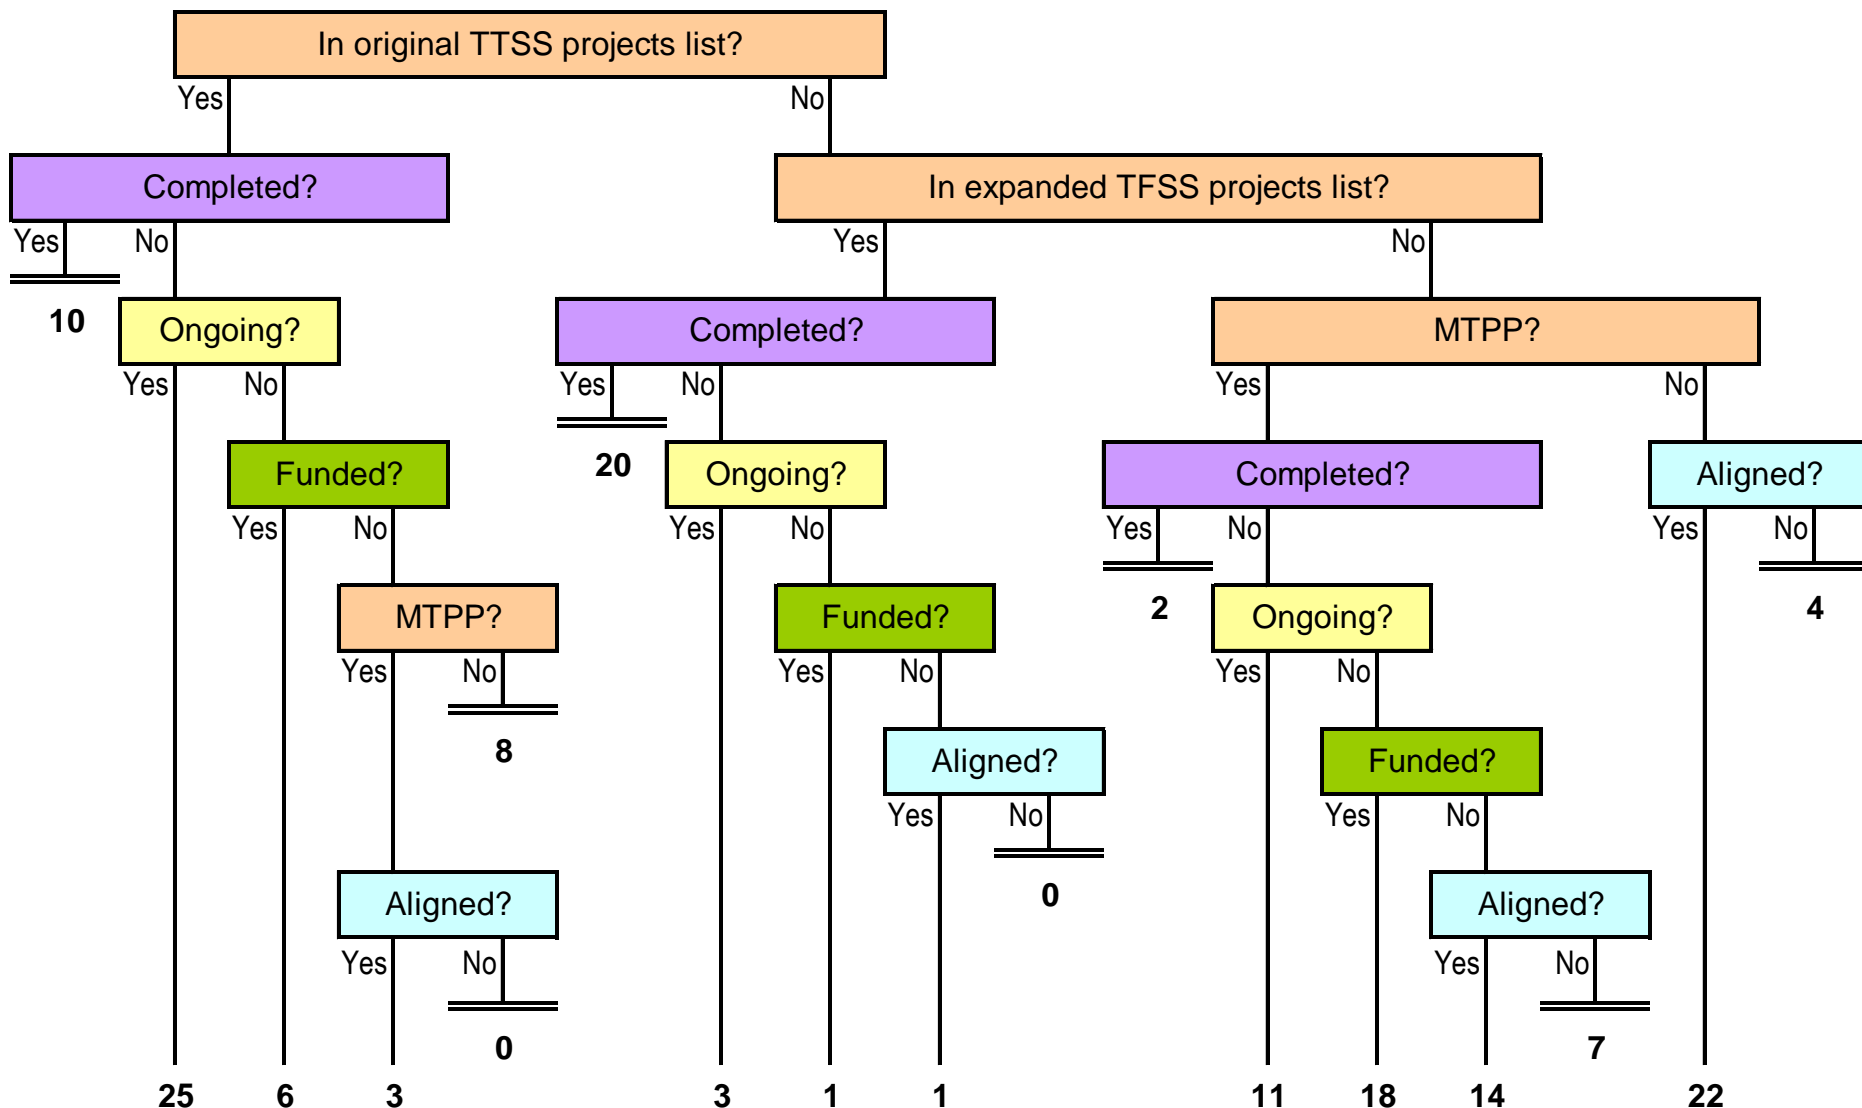 In original TTSS projects list?
Yes No
Completed? In expanded TFSS projects list?
Yes No Yes No
10 Ongoing? Completed? MTPP?
Yes No Yes No Yes No
Funded? 20 Ongoing? Completed? Aligned?
Yes No Yes No Yes No Yes No
MTPP? Funded? 2 Ongoing? 4
Yes No Yes No Yes No
8 Aligned? Funded?
Yes No Yes No
Aligned? 0 Aligned?
Yes No Yes No
0 7
25 6 3 3 1 1 11 18 14 22